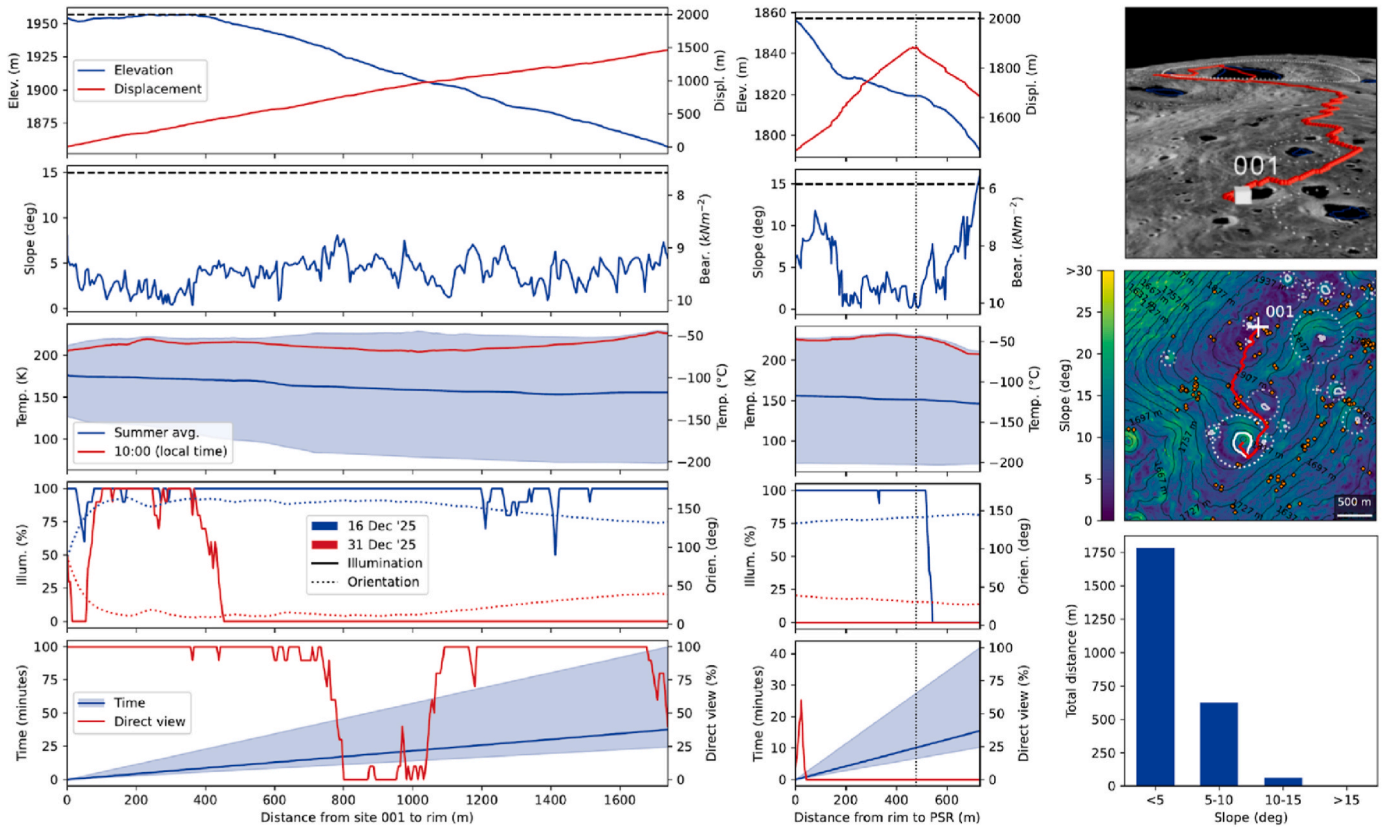 1950
1925
1900
1875
Elev. (m)
Elevation
Displacement
2000
1500
1000
500
0
Displ. (m)
1860
1840
1820
1800
Elev. (m)
2000
1800
1600
Displ. (m)
001
15
10
5
0
Slope (deg)
8
9
10
Bear. (kNm⁻²)
15
10
5
0
Slope (deg)
6
8
10
Bear. (kNm⁻²)
200
150
100
Temp. (K)
Summer avg.
10:00 (local time)
−50
−100
−150
−200
Temp. (°C)
200
150
100
Temp. (K)
−50
−100
−150
−200
Temp. (°C)
>30
25
20
15
10
5
0
Slope (deg)
001
1697 m
1757 m
1727 m
500 m
100
75
50
25
0
Illum. (%)
16 Dec '25
31 Dec '25
Illumination
Orientation
150
100
50
0
Orien. (deg)
100
75
50
25
0
Illum. (%)
150
100
50
0
Orien. (deg)
100
75
50
25
0
Time (minutes)
Time
Direct view
100
75
50
25
0
Direct view (%)
0
200
400
600
800
1000
1200
1400
1600
Distance from site 001 to rim (m)
40
30
20
10
0
Time (minutes)
100
75
50
25
0
Direct view (%)
0
200
400
600
Distance from rim to PSR (m)
1750
1500
1250
1000
750
500
250
0
Total distance (m)
<5
5-10
10-15
>15
Slope (deg)